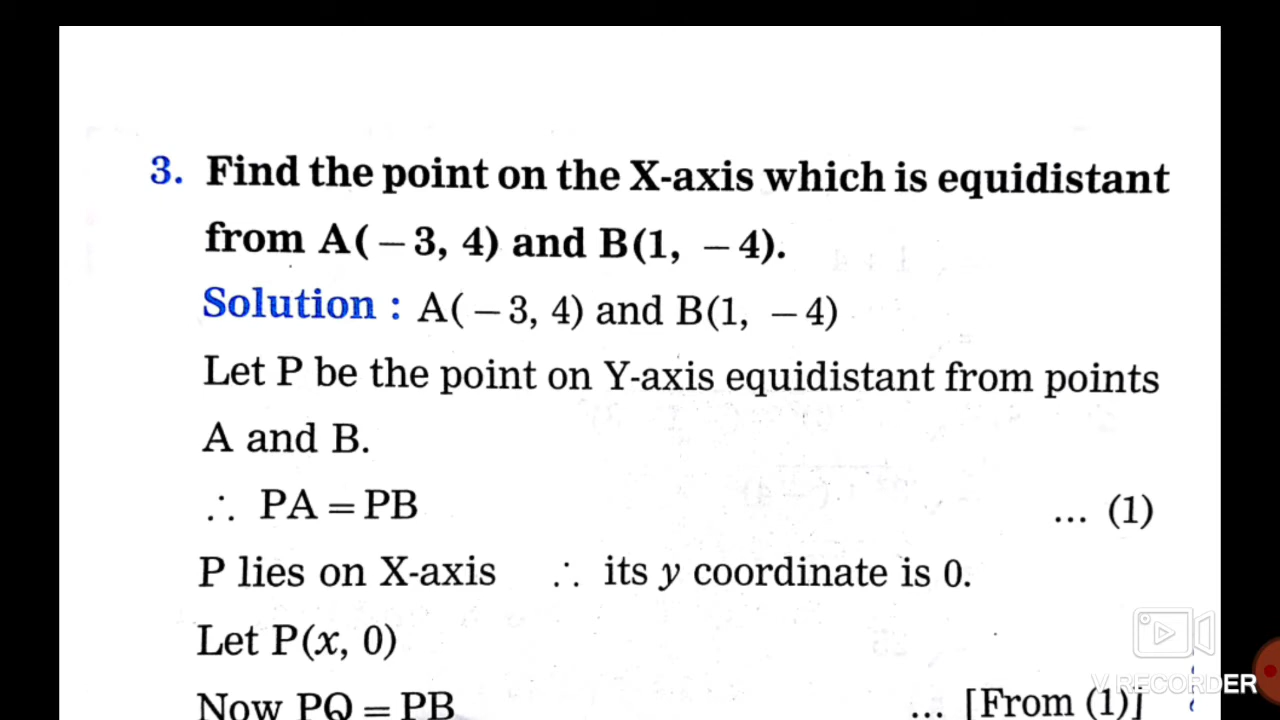 3. Find the point on the X-axis which is equidistant
from A(−3, 4) and B(1, −4).
Solution : A(−3, 4) and B(1, −4)
Let P be the point on Y-axis equidistant from points
A and B.
∴ PA = PB ... (1)
P lies on X-axis ∴ its y coordinate is 0.
Let P(x, 0)
Now PQ = PB ... [From (1)]
V RECORDER